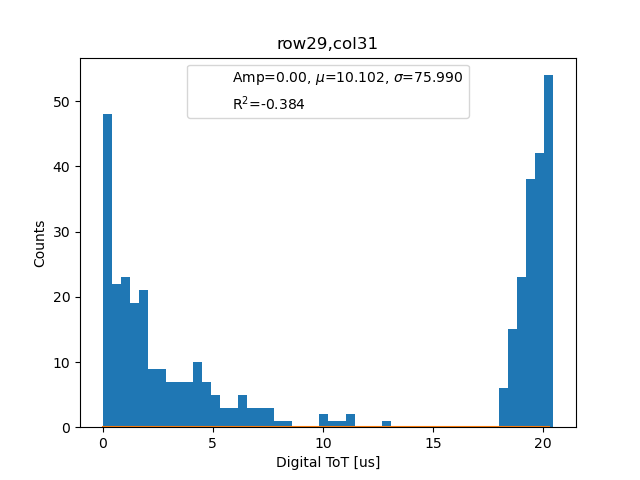 row29,col31
Amp=0.00, μ=10.102, σ=75.990
R²=-0.384
50
40
30
20
10
0
Counts
0 5 10 15 20
Digital ToT [us]